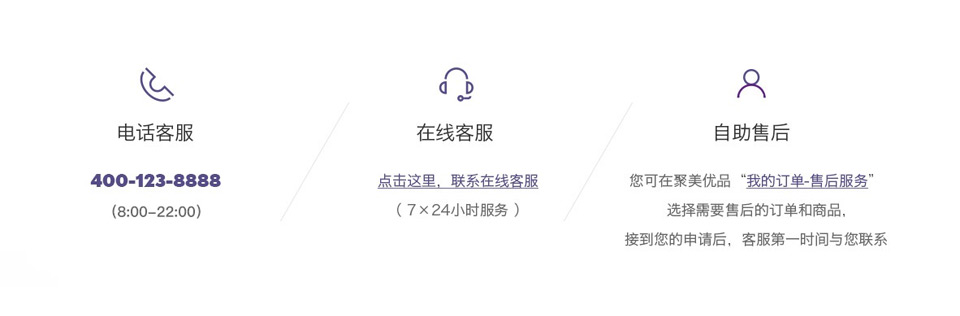 电话客服
400-123-8888
(8:00-22:00)
在线客服
点击这里，联系在线客服
（ 7×24小时服务 ）
自助售后
您可在聚美优品“我的订单-售后服务”
选择需要售后的订单和商品，
接到您的申请后，客服第一时间与您联系